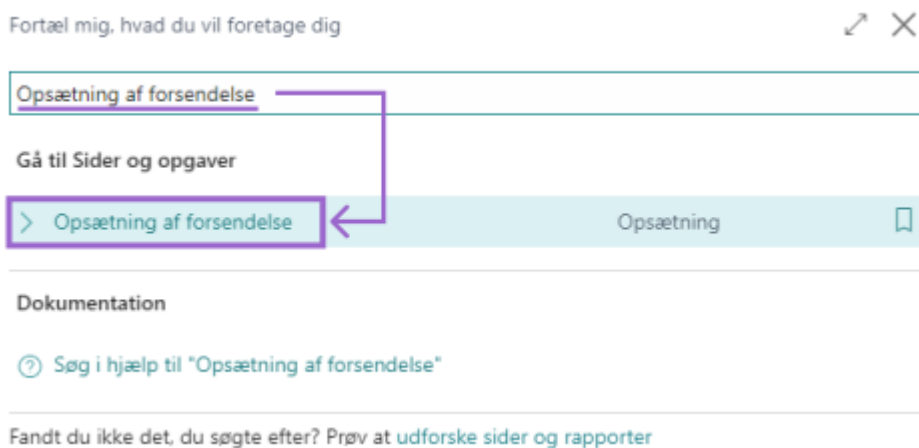 Fortæl mig, hvad du vil foretage dig
Opsætning af forsendelse
Gå til Sider og opgaver
Opsætning af forsendelse Opsætning
Dokumentation
Søg i hjælp til "Opsætning af forsendelse"
Fandt du ikke det, du søgte efter? Prøv at udforske sider og rapporter